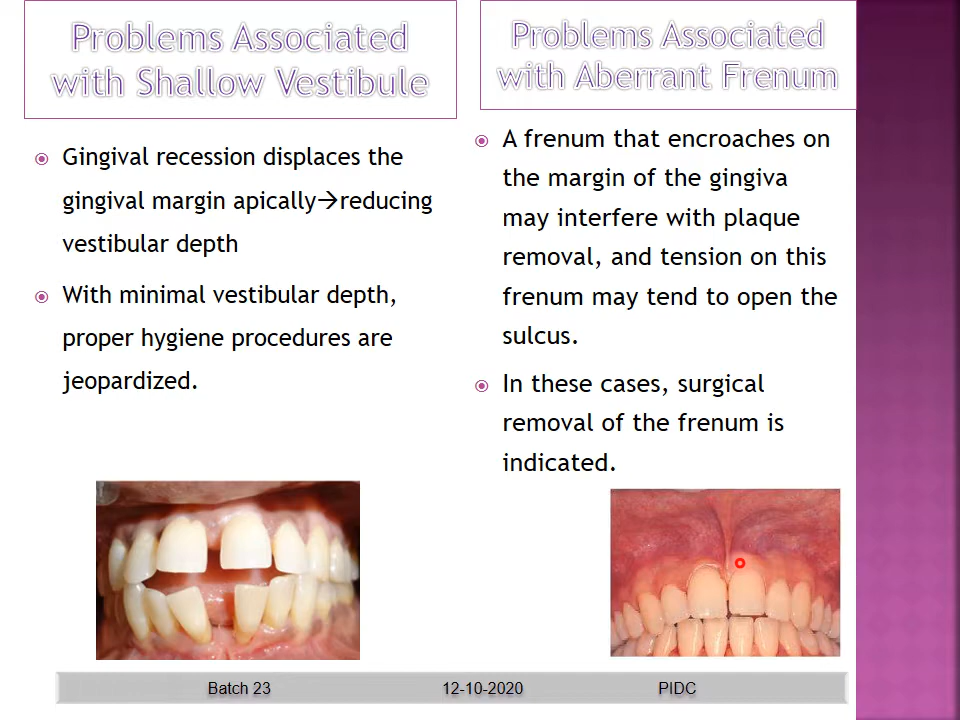 Problems Associated
with Shallow Vestibule
Gingival recession displaces the
gingival margin apically→reducing
vestibular depth
With minimal vestibular depth,
proper hygiene procedures are
jeopardized.
Problems Associated
with Aberrant Frenum
A frenum that encroaches on
the margin of the gingiva
may interfere with plaque
removal, and tension on this
frenum may tend to open the
sulcus.
In these cases, surgical
removal of the frenum is
indicated.
Batch 23 12-10-2020 PIDC